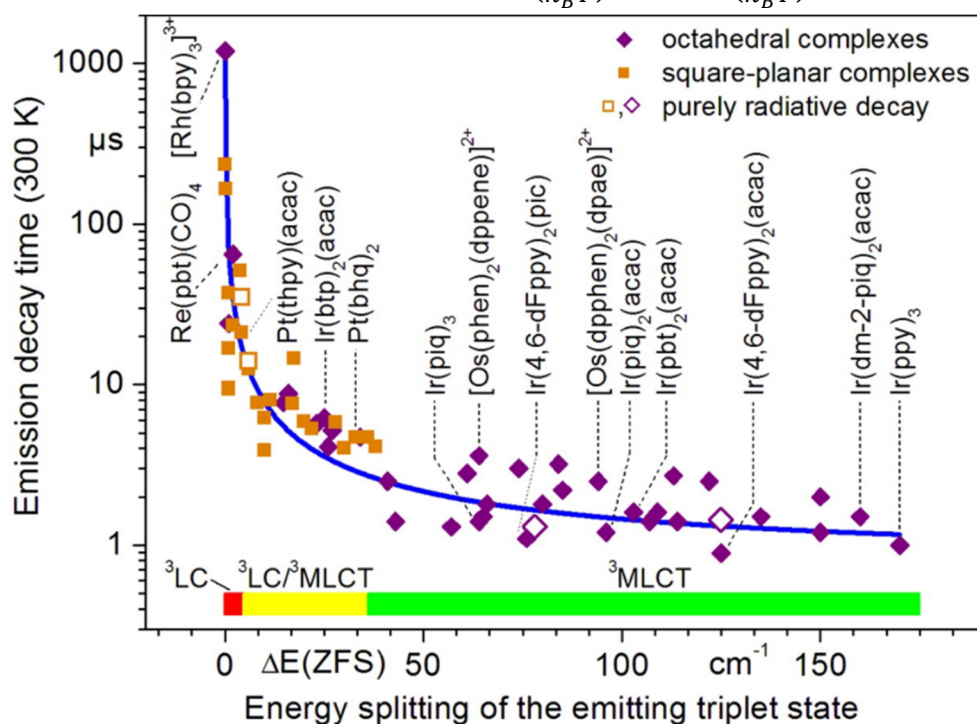 (k_B T) (k_B T)
octahedral complexes
square-planar complexes
purely radiative decay
Emission decay time (300 K)
1000
µs
100
10
1
[Rh(bpy)₃]³⁺
Re(pbt)(CO)₄
Pt(thpy)(acac)
Ir(btp)₂(acac)
Pt(bhq)₂
Ir(piq)₃
[Os(phen)₂(dppene)]²⁺
Ir(4,6-dFppy)₂(pic)
[Os(dpphen)₂(dpae)]²⁺
Ir(piq)₂(acac)
Ir(pbt)₂(acac)
Ir(4,6-dFppy)₂(acac)
Ir(dm-2-piq)₂(acac)
Ir(ppy)₃
³LC
³LC/³MLCT
³MLCT
0 ΔE(ZFS) 50 100 cm⁻¹ 150
Energy splitting of the emitting triplet state